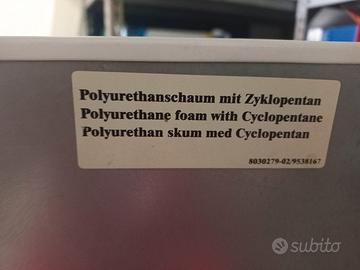 Polyurethanschaum mit Zyklopentan
Polyurethane foam with Cyclopentane
Polyurethan skum med Cyclopentan
8030279-02/9538167
subito